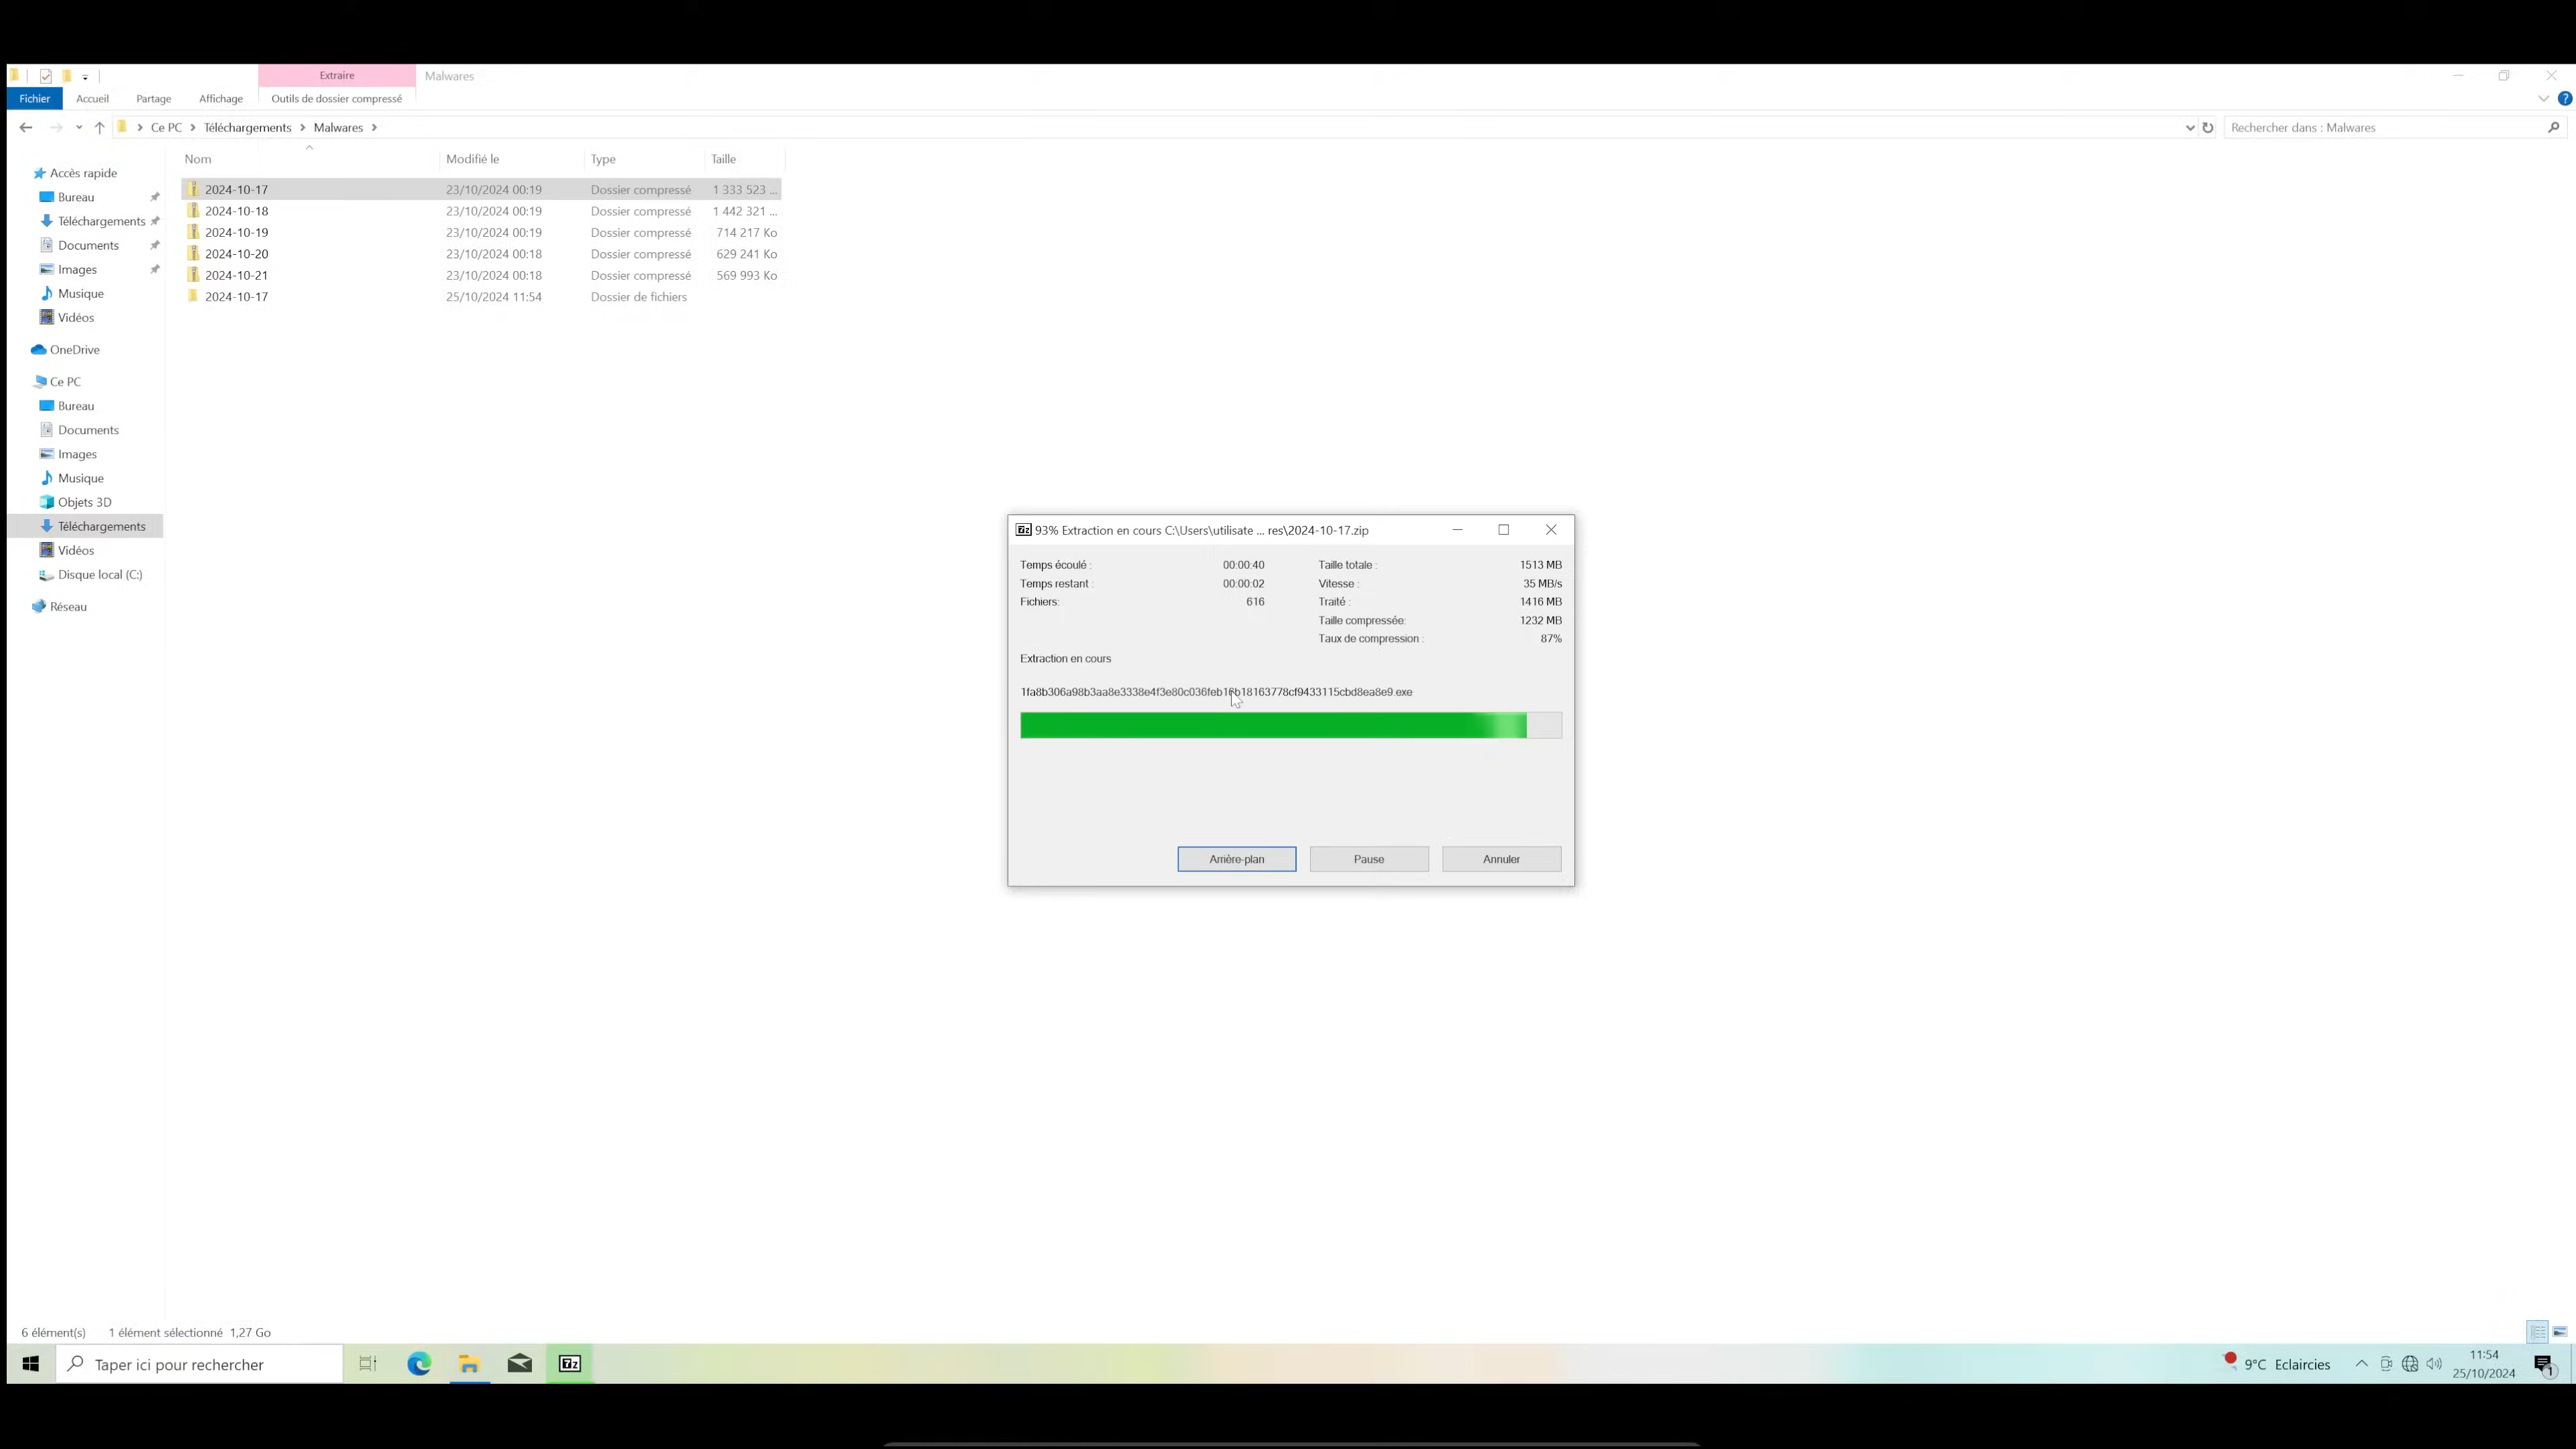 Extraire
Malwares
Fichier
Accueil
Partage
Affichage
Outils de dossier compressé
Ce PC
Téléchargements
Malwares
Rechercher dans : Malwares
Nom
Modifié le
Type
Taille
Accès rapide
Bureau
Téléchargements
Documents
Images
Musique
Vidéos
OneDrive
Ce PC
Bureau
Documents
Images
Musique
Objets 3D
Téléchargements
Vidéos
Disque local (C:)
Réseau
2024-10-17 23/10/2024 00:19 Dossier compressé 1 333 523 ...
2024-10-18 23/10/2024 00:19 Dossier compressé 1 442 321 ...
2024-10-19 23/10/2024 00:19 Dossier compressé 714 217 Ko
2024-10-20 23/10/2024 00:18 Dossier compressé 629 241 Ko
2024-10-21 23/10/2024 00:18 Dossier compressé 569 993 Ko
2024-10-17 25/10/2024 11:54 Dossier de fichiers
7z 93% Extraction en cours C:\Users\utilisate ... res\2024-10-17.zip
Temps écoulé : 00:00:40
Temps restant : 00:00:02
Fichiers: 616
Taille totale : 1513 MB
Vitesse : 35 MB/s
Traité : 1416 MB
Taille compressée: 1232 MB
Taux de compression : 87%
Extraction en cours
1fa8b306a98b3aa8e3338e4f3e80c036feb16b18163778cf9433115cbd8ea8e9.exe
Arrière-plan
Pause
Annuler
6 élément(s)
1 élément sélectionné 1,27 Go
Taper ici pour rechercher
7z
9°C Eclaircies
11:54
25/10/2024
1